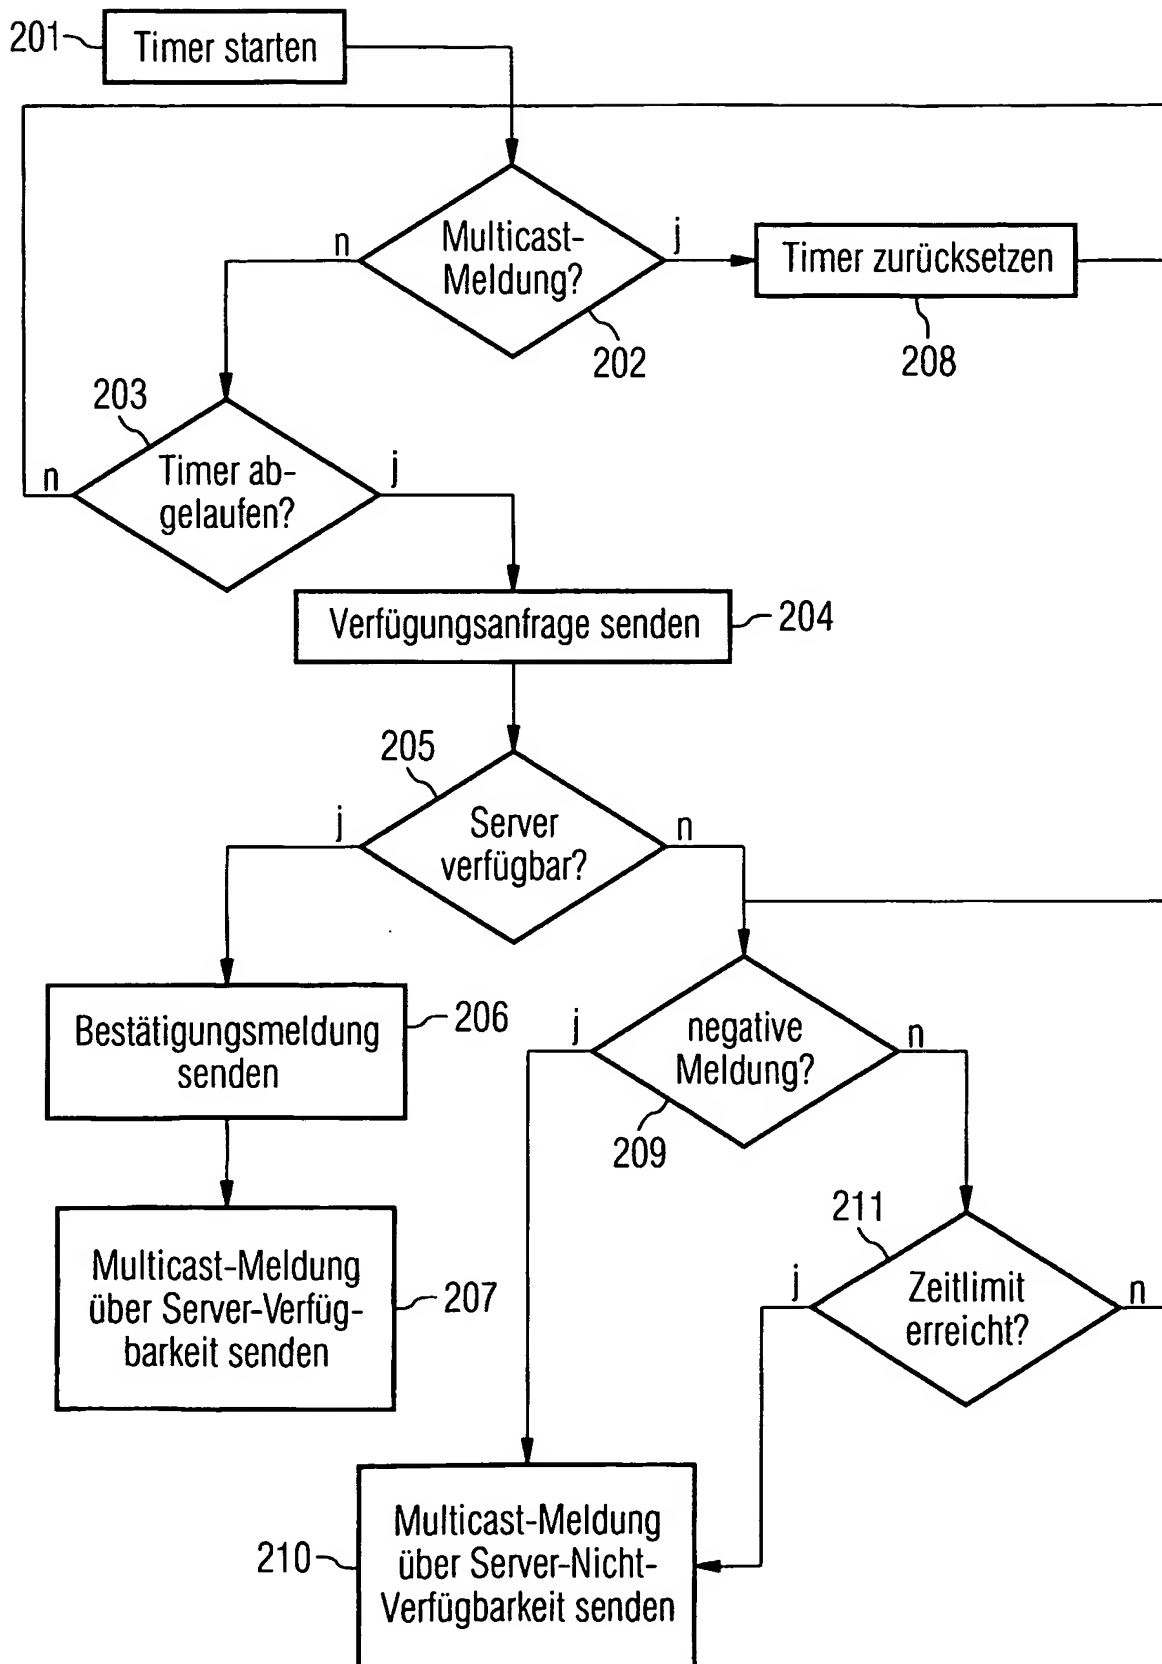 201
Timer starten
Multicast-
Meldung?
n
j
202
Timer zurücksetzen
208
203
Timer ab-
gelaufen?
n
j
Verfügungsanfrage senden
204
205
Server
verfügbar?
j
n
Bestätigungsmeldung
senden
206
negative
Meldung?
j
n
209
Multicast-Meldung
über Server-Verfüg-
barkeit senden
207
211
Zeitlimit
erreicht?
j
n
Multicast-Meldung
über Server-Nicht-
Verfügbarkeit senden
210